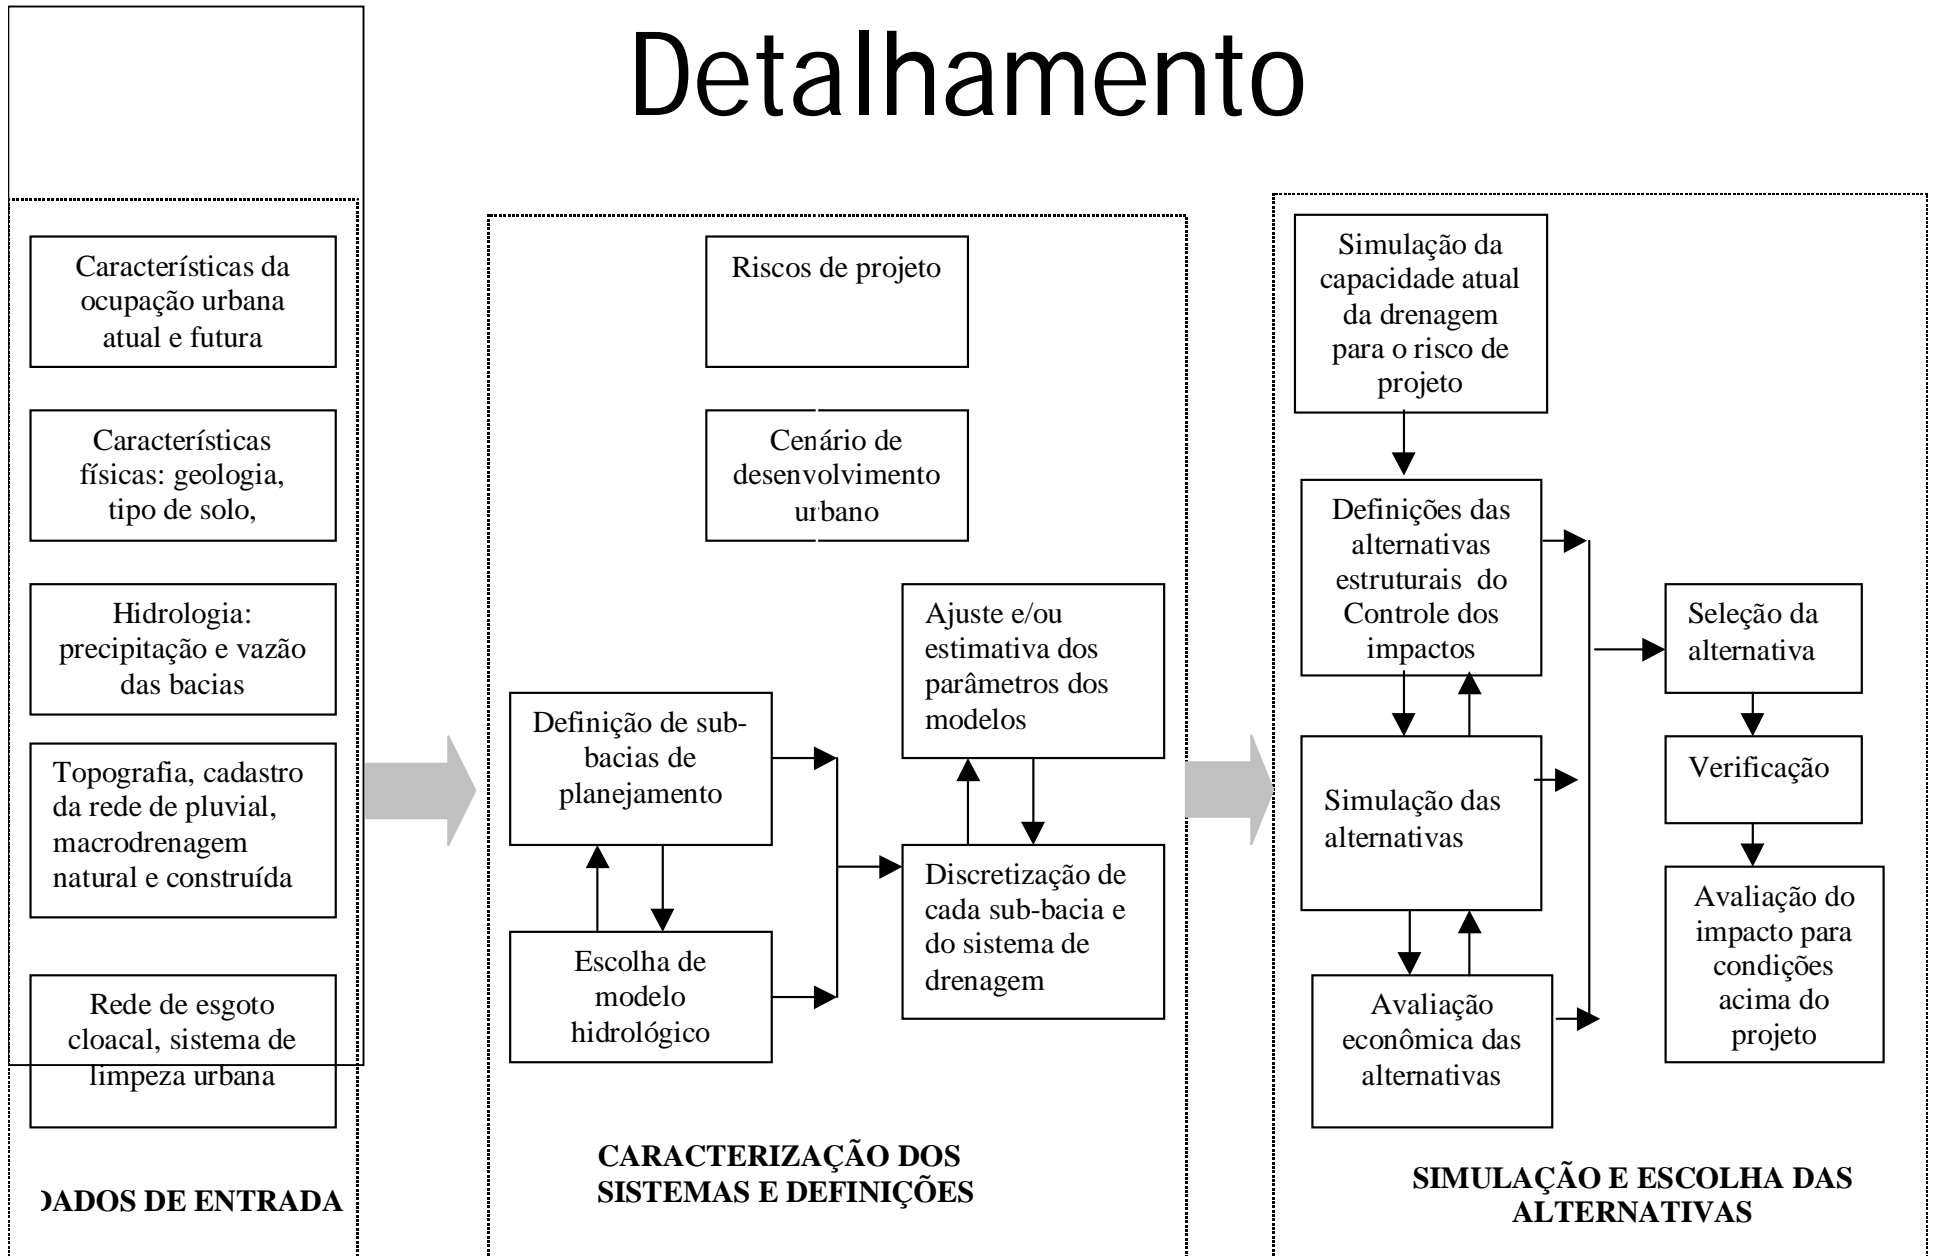 Detalhamento
Características da
ocupação urbana
atual e futura
Características
físicas: geologia,
tipo de solo,
Hidrologia:
precipitação e vazão
das bacias
Topografia, cadastro
da rede de pluvial,
macrodrenagem
natural e construída
Rede de esgoto
cloacal, sistema de
limpeza urbana
DADOS DE ENTRADA
Riscos de projeto
Cenário de
desenvolvimento
urbano
Definição de sub-
bacias de
planejamento
Escolha de
modelo
hidrológico
Ajuste e/ou
estimativa dos
parâmetros dos
modelos
Discretização de
cada sub-bacia e
do sistema de
drenagem
CARACTERIZAÇÃO DOS
SISTEMAS E DEFINIÇÕES
Simulação da
capacidade atual
da drenagem
para o risco de
projeto
Definições das
alternativas
estruturais do
Controle dos
impactos
Simulação das
alternativas
Avaliação
econômica das
alternativas
Seleção da
alternativa
Verificação
Avaliação do
impacto para
condições
acima do
projeto
SIMULAÇÃO E ESCOLHA DAS
ALTERNATIVAS